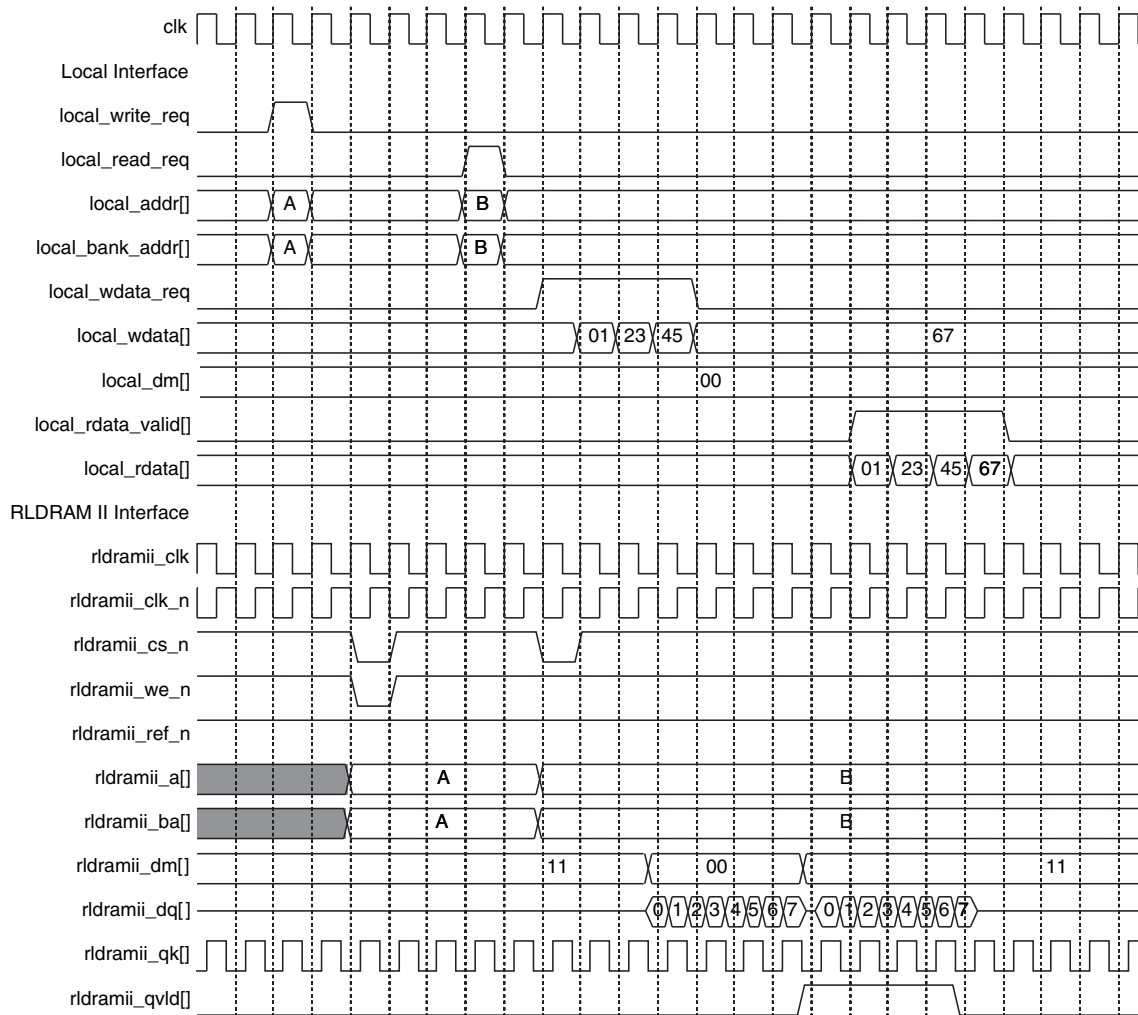 clk
Local Interface
local_write_req
local_read_req
local_addr[] A B
local_bank_addr[] A B
local_wdata_req
local_wdata[] 01 23 45 67
local_dm[] 00
local_rdata_valid[]
local_rdata[] 01 23 45 67
RLDRAM II Interface
rldramii_clk
rldramii_clk_n
rldramii_cs_n
rldramii_we_n
rldramii_ref_n
rldramii_a[] A B
rldramii_ba[] A B
rldramii_dm[] 11 00 11
rldramii_dq[] 0 1 2 3 4 5 6 7 0 1 2 3 4 5 6 7
rldramii_qk[]
rldramii_qvld[]